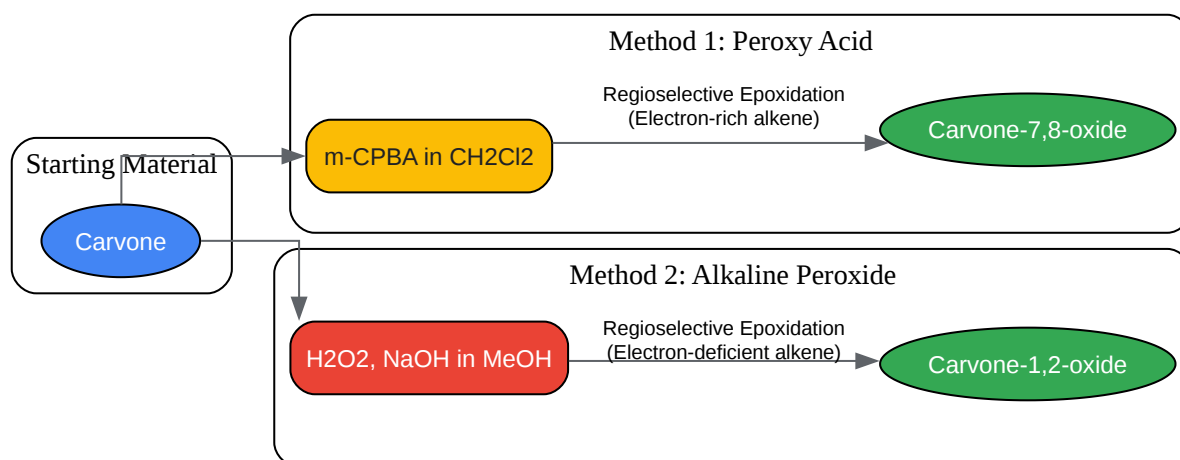 Method 1: Peroxy Acid
Regioselective Epoxidation
(Electron-rich alkene)
Carvone-7,8-oxide
m-CPBA in CH2Cl2
Starting Material
Carvone
Method 2: Alkaline Peroxide
Regioselective Epoxidation
(Electron-deficient alkene)
H2O2, NaOH in MeOH
Carvone-1,2-oxide